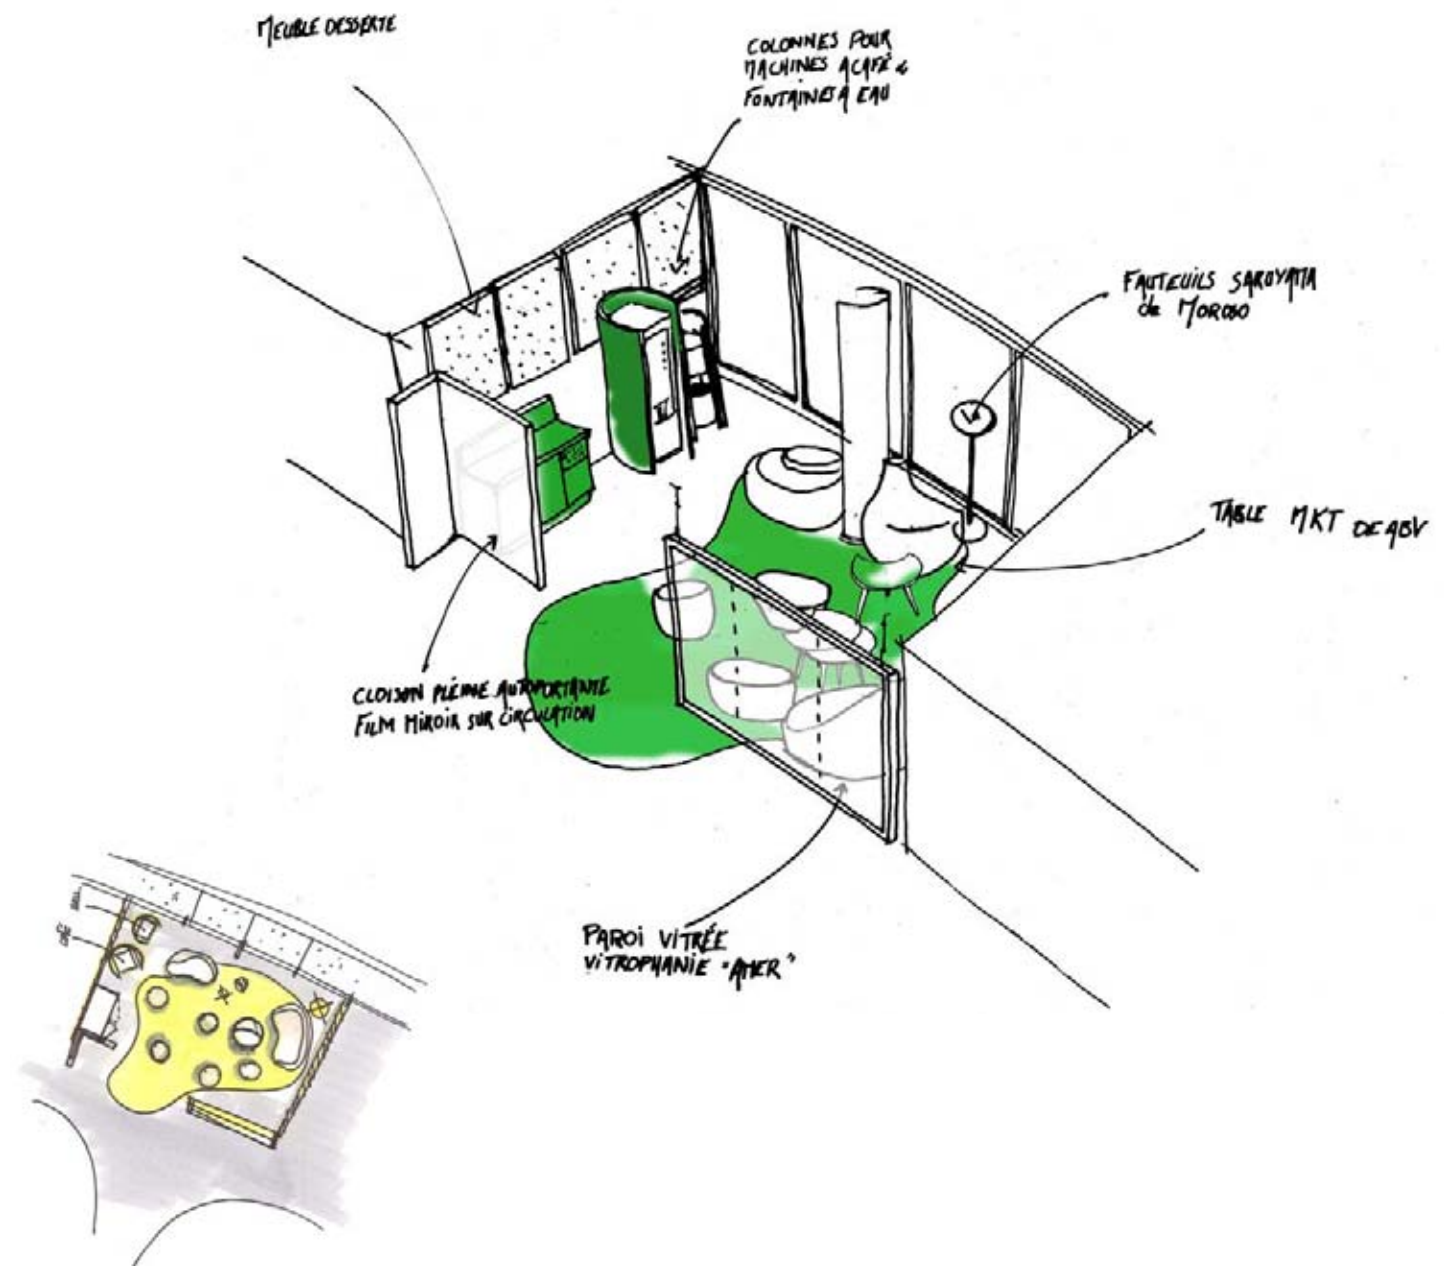 MEUBLE DESSERTE
COLONNES POUR
MACHINES A CAFÉ &
FONTAINES A EAU
FAUTEUILS SARUYAMA
de MOROSO
TABLE MKT DE ABV
CLOISON PLEINE AUTOPORTANTE
FILM MIROIR SUR CIRCULATION
PAROI VITRÉE
VITROPHANIE "AMER"